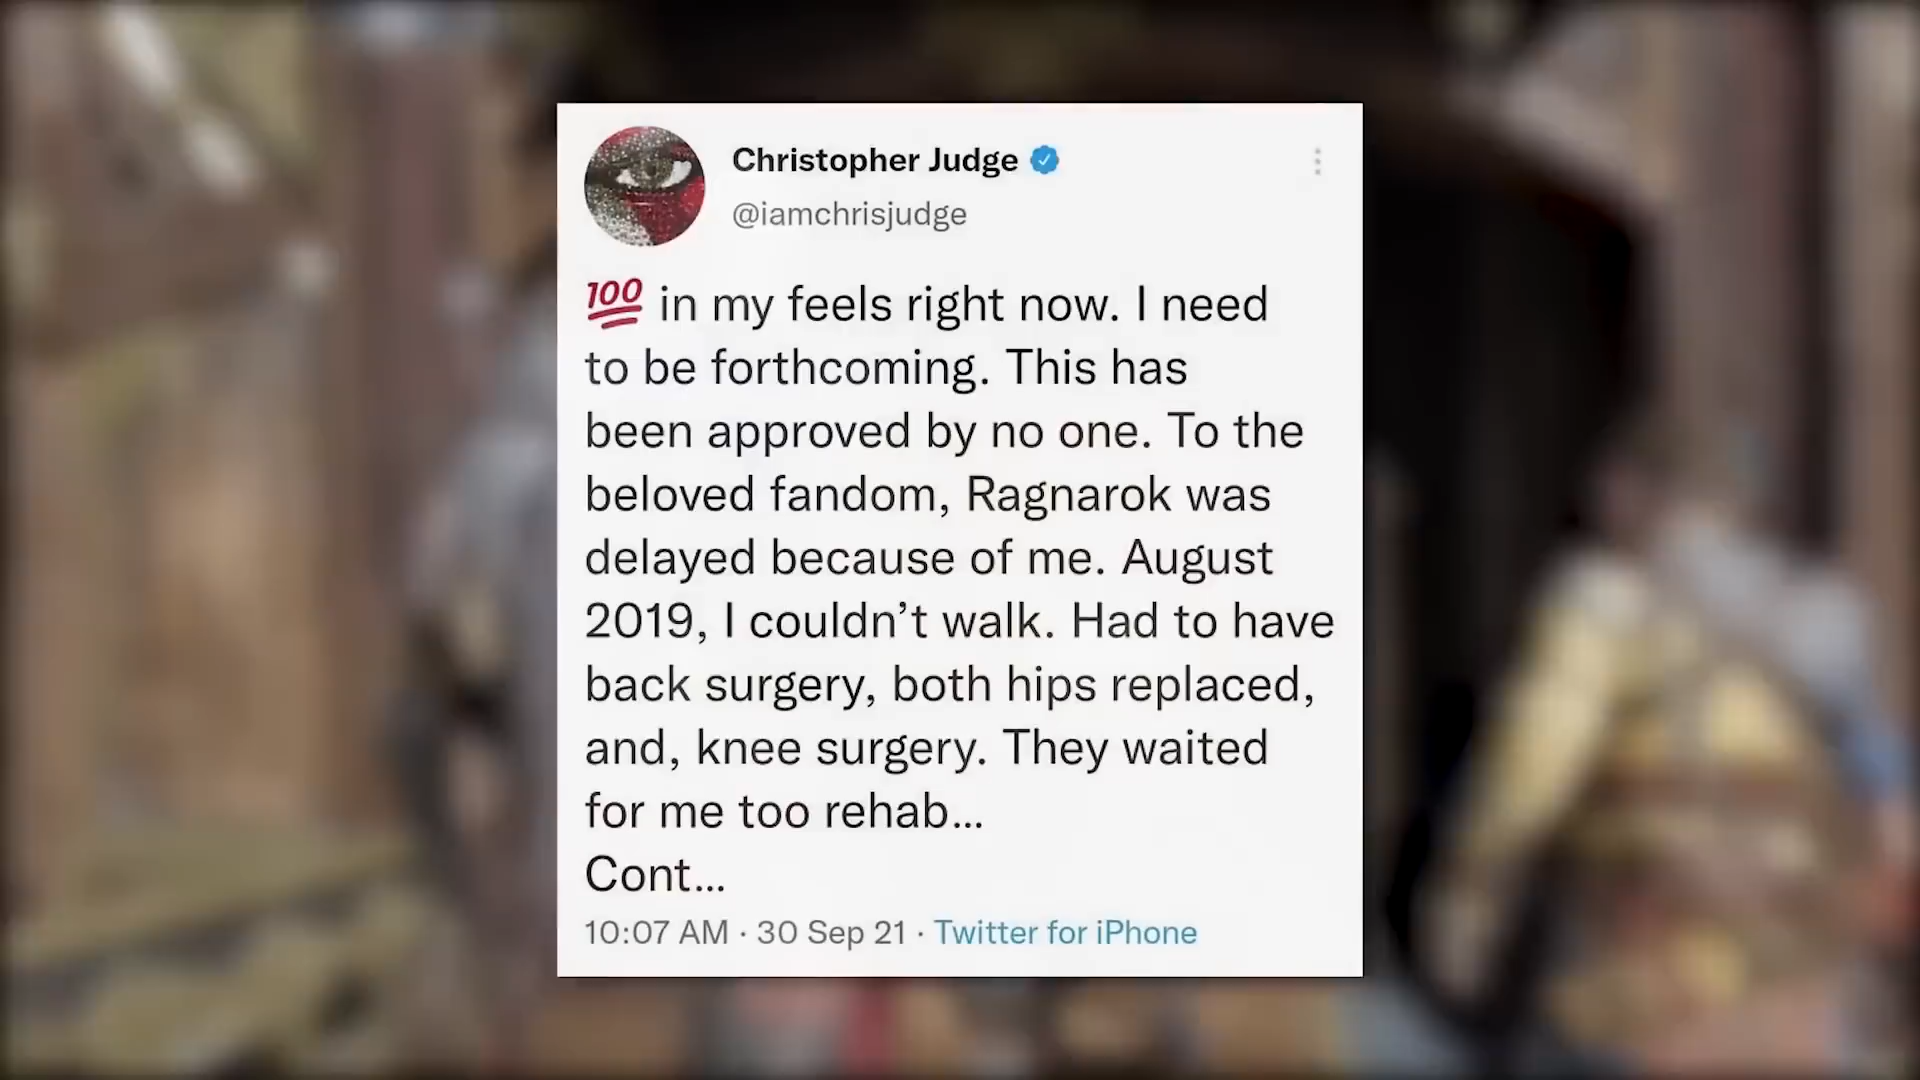 Christopher Judge
@iamchrisjudge
💯 in my feels right now. I need
to be forthcoming. This has
been approved by no one. To the
beloved fandom, Ragnarok was
delayed because of me. August
2019, I couldn’t walk. Had to have
back surgery, both hips replaced,
and, knee surgery. They waited
for me too rehab...
Cont...
10:07 AM · 30 Sep 21 · Twitter for iPhone